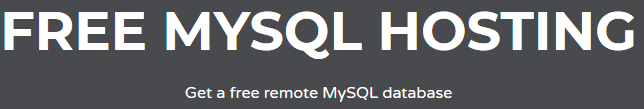 FREE MYSQL HOSTING
Get a free remote MySQL database